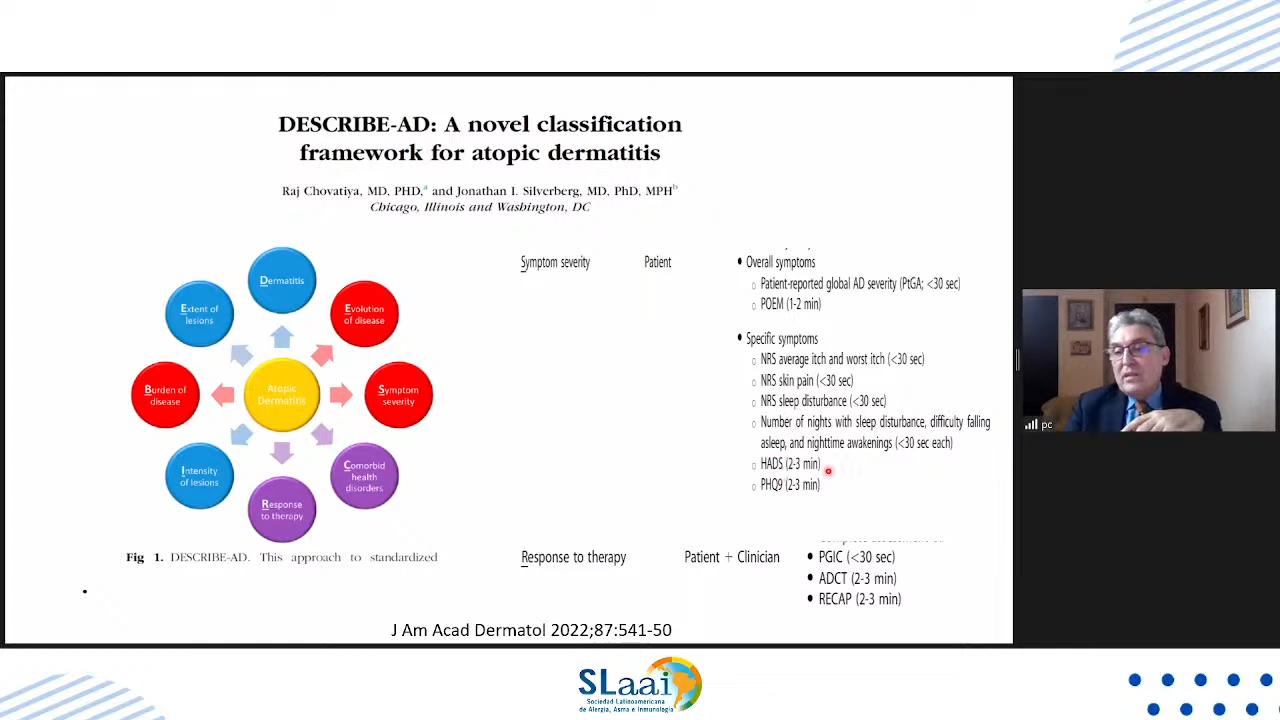 DESCRIBE-AD: A novel classification
framework for atopic dermatitis
Raj Chovatiya, MD, PHD,a and Jonathan I. Silverberg, MD, PhD, MPHb
Chicago, Illinois and Washington, DC
Dermatitis
Evolution
of disease
Symptom
severity
Comorbid
health
disorders
Response
to therapy
Intensity
of lesions
Burden of
disease
Extent of
lesions
Atopic
Dermatitis
Fig 1. DESCRIBE-AD. This approach to standardized
Symptom severity Patient
• Overall symptoms
○ Patient-reported global AD severity (PtGA; <30 sec)
○ POEM (1-2 min)
• Specific symptoms
○ NRS average itch and worst itch (<30 sec)
○ NRS skin pain (<30 sec)
○ NRS sleep disturbance (<30 sec)
○ Number of nights with sleep disturbance, difficulty falling
asleep, and nighttime awakenings (<30 sec each)
○ HADS (2-3 min)
○ PHQ9 (2-3 min)
Response to therapy Patient + Clinician
• PGIC (<30 sec)
• ADCT (2-3 min)
• RECAP (2-3 min)
J Am Acad Dermatol 2022;87:541-50
pc
SLaai
Sociedad Latinoamericana
de Alergia, Asma e Inmunología